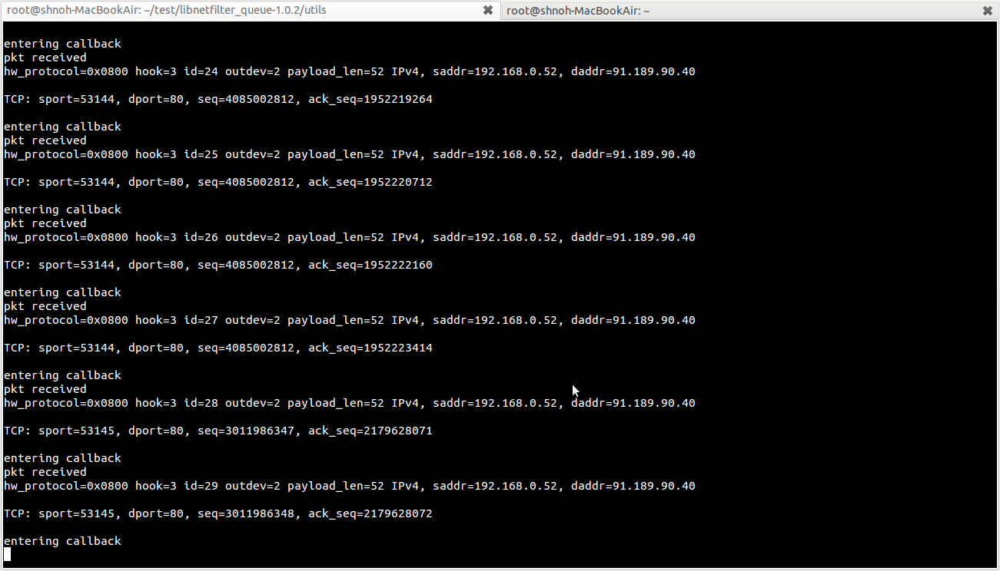 root@shnoh-MacBookAir: ~/test/libnetfilter_queue-1.0.2/utils
root@shnoh-MacBookAir: ~
entering callback
pkt received
hw_protocol=0x0800 hook=3 id=24 outdev=2 payload_len=52 IPv4, saddr=192.168.0.52, daddr=91.189.90.40
TCP: sport=53144, dport=80, seq=4085002812, ack_seq=1952219264
entering callback
pkt received
hw_protocol=0x0800 hook=3 id=25 outdev=2 payload_len=52 IPv4, saddr=192.168.0.52, daddr=91.189.90.40
TCP: sport=53144, dport=80, seq=4085002812, ack_seq=1952220712
entering callback
pkt received
hw_protocol=0x0800 hook=3 id=26 outdev=2 payload_len=52 IPv4, saddr=192.168.0.52, daddr=91.189.90.40
TCP: sport=53144, dport=80, seq=4085002812, ack_seq=1952222160
entering callback
pkt received
hw_protocol=0x0800 hook=3 id=27 outdev=2 payload_len=52 IPv4, saddr=192.168.0.52, daddr=91.189.90.40
TCP: sport=53144, dport=80, seq=4085002812, ack_seq=1952223414
entering callback
pkt received
hw_protocol=0x0800 hook=3 id=28 outdev=2 payload_len=52 IPv4, saddr=192.168.0.52, daddr=91.189.90.40
TCP: sport=53145, dport=80, seq=3011986347, ack_seq=2179628071
entering callback
pkt received
hw_protocol=0x0800 hook=3 id=29 outdev=2 payload_len=52 IPv4, saddr=192.168.0.52, daddr=91.189.90.40
TCP: sport=53145, dport=80, seq=3011986348, ack_seq=2179628072
entering callback